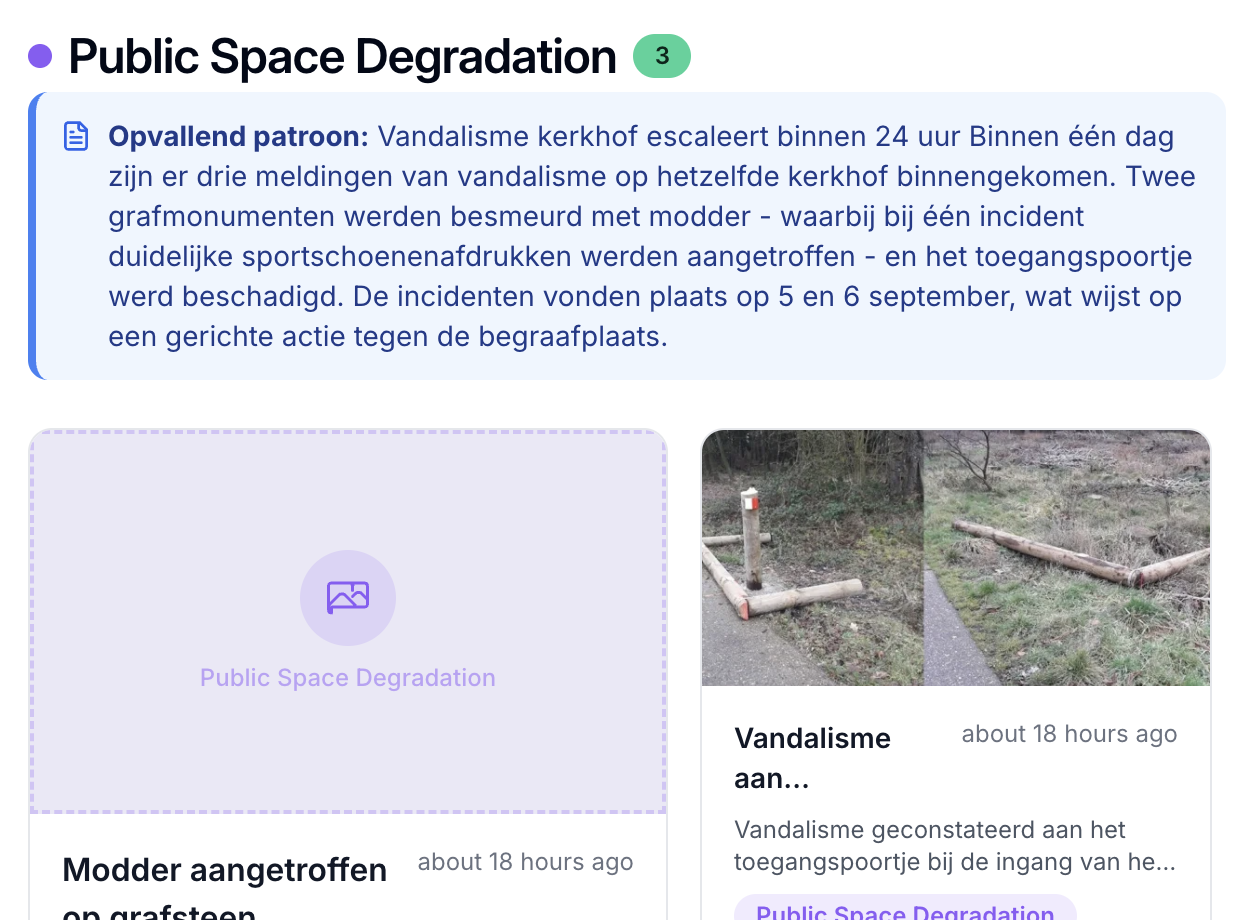 Public Space Degradation 3
Opvallend patroon: Vandalisme kerkhof escaleert binnen 24 uur Binnen één dag
zijn er drie meldingen van vandalisme op hetzelfde kerkhof binnengekomen. Twee
grafmonumenten werden besmeurd met modder - waarbij bij één incident
duidelijke sportschoenenafdrukken werden aangetroffen - en het toegangspoortje
werd beschadigd. De incidenten vonden plaats op 5 en 6 september, wat wijst op
een gerichte actie tegen de begraafplaats.
Public Space Degradation
Modder aangetroffen
op grafsteen
about 18 hours ago
Vandalisme
aan...
about 18 hours ago
Vandalisme geconstateerd aan het
toegangspoortje bij de ingang van he...
Public Space Degradation